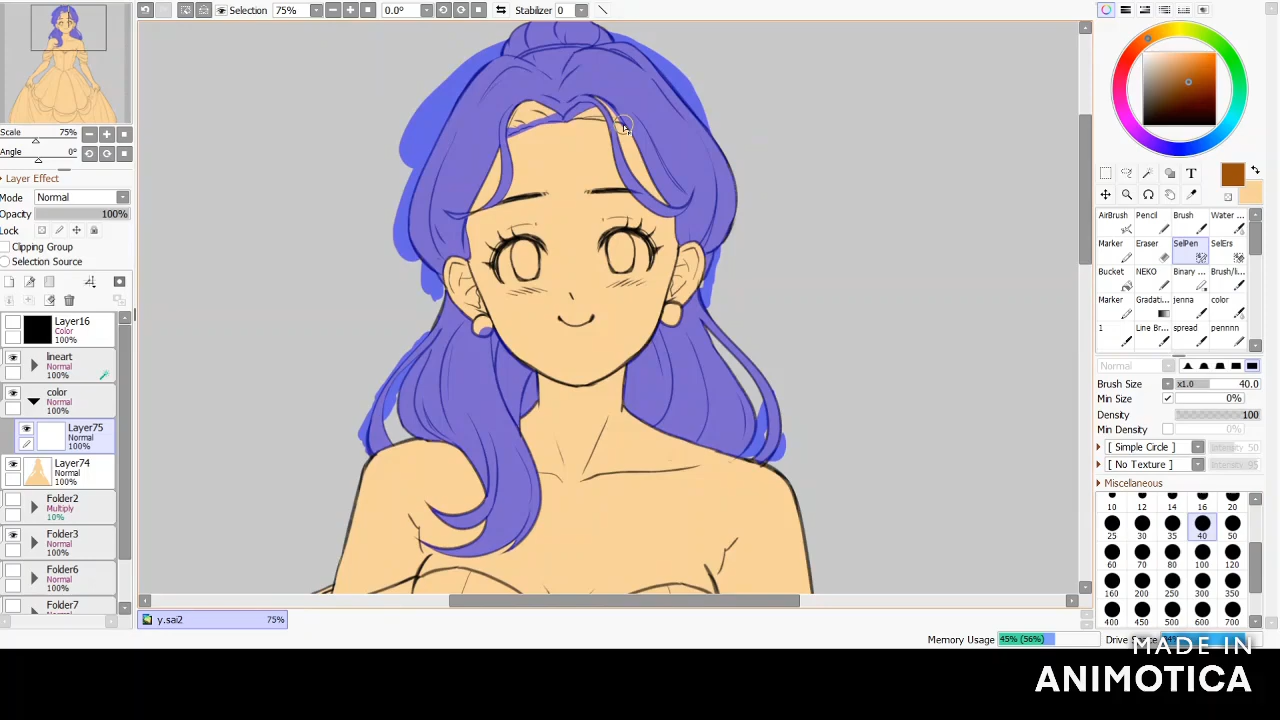 Selection
75%
0.0°
Stabilizer
0
Scale
75%
Angle
0°
Layer Effect
Mode
Normal
Opacity
100%
Lock
Clipping Group
Selection Source
Layer16
Color
100%
lineart
Normal
100%
color
Normal
100%
Layer75
Normal
100%
Layer74
Normal
100%
Folder2
Multiply
10%
Folder3
Normal
100%
Folder6
Normal
100%
Folder7
y.sai2
75%
Memory Usage
45% (56%)
T
AirBrush
Pencil
Brush
Water ...
Marker
Eraser
SelPen
SelErs
Bucket
NEKO
Binary ...
Brush/i...
Marker
Gradati...
jenna
color
1
Line Br...
spread
pennnn
Normal
Brush Size
x1.0
40.0
Min Size
0%
Density
100
Min Density
0%
[ Simple Circle ]
50
[ No Texture ]
95
Miscellaneous
10 12 14 16 20
25 30 35 40 50
60 70 80 100 120
160 200 250 300 350
400 450 500 600 700
MADE IN
ANIMOTICA